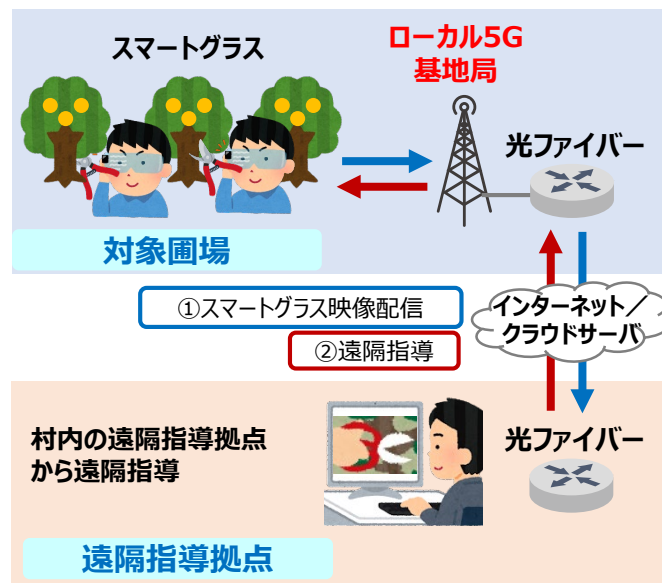 スマートグラス
ローカル5G
基地局
光ファイバー
対象圃場
①スマートグラス映像配信
②遠隔指導
インターネット／
クラウドサーバ
村内の遠隔指導拠点
から遠隔指導
光ファイバー
遠隔指導拠点